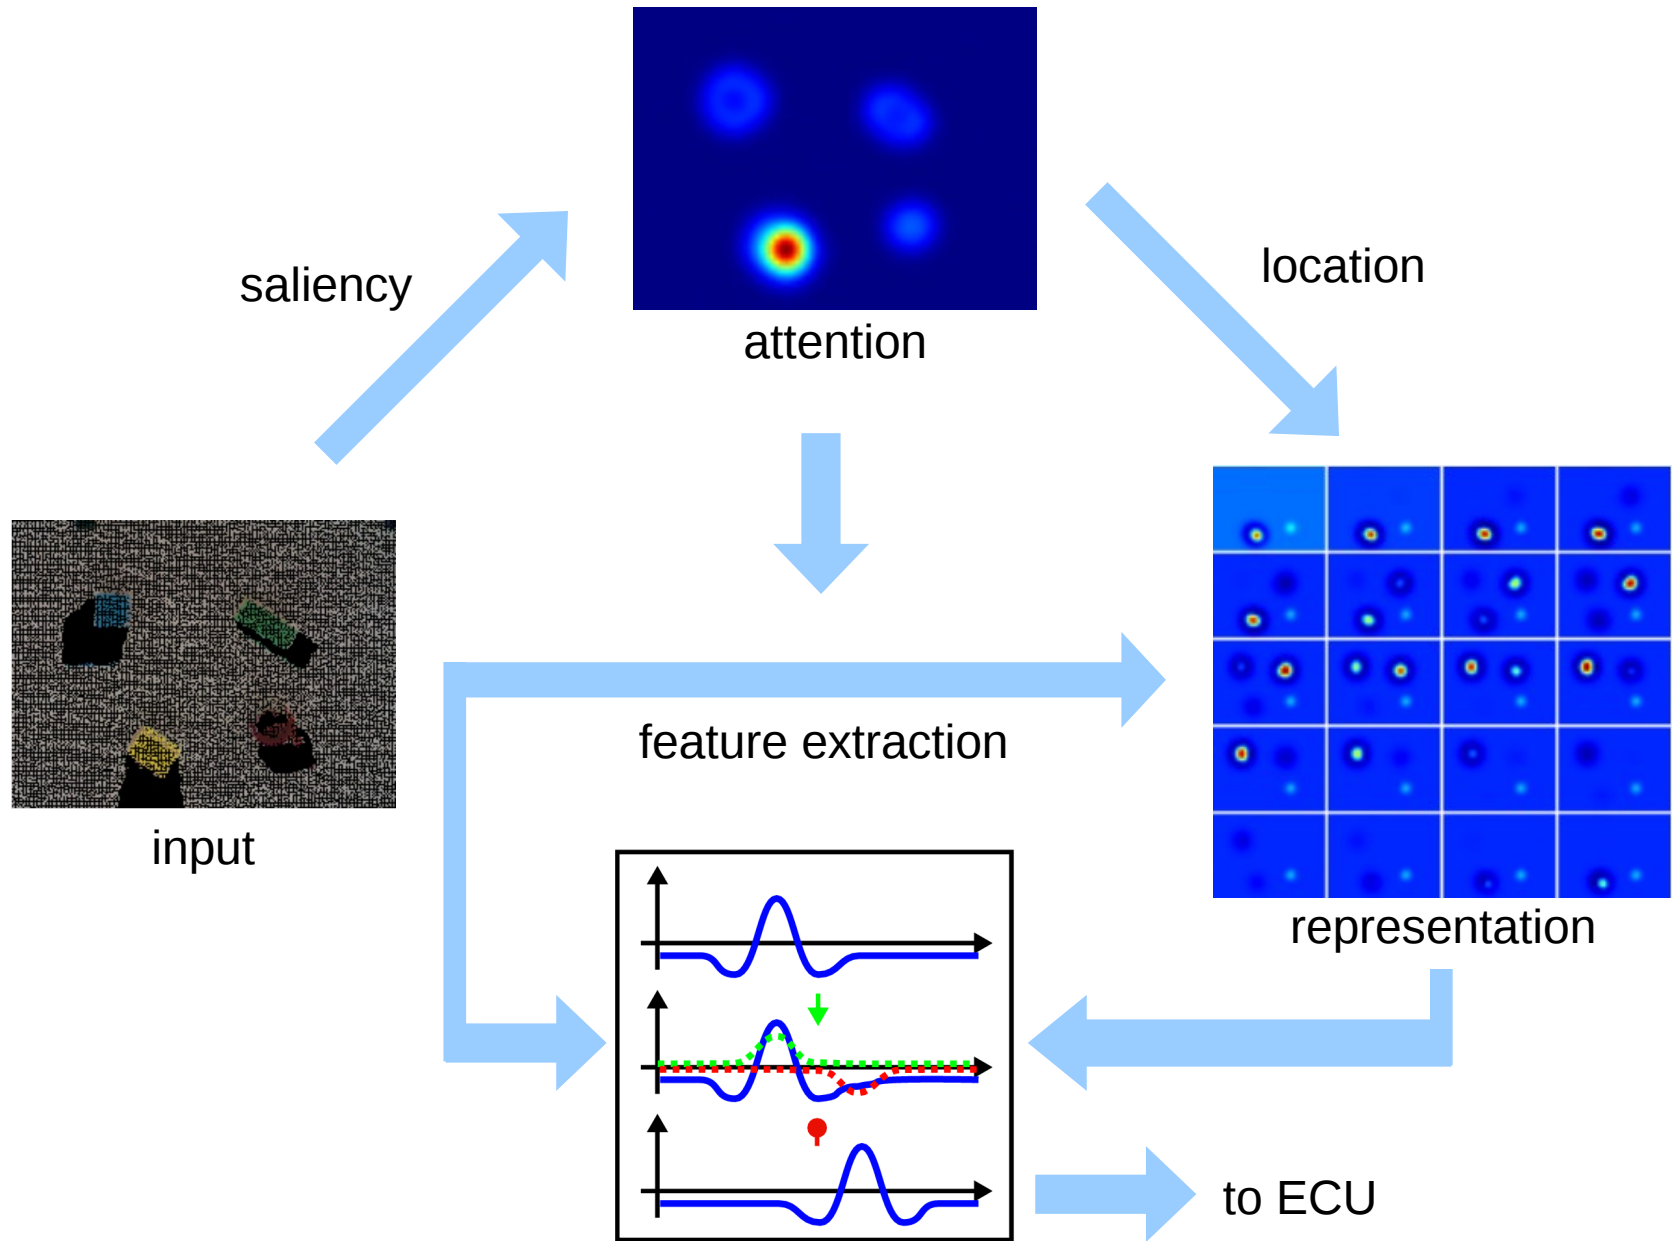 saliency
location
attention
feature extraction
input
representation
to ECU